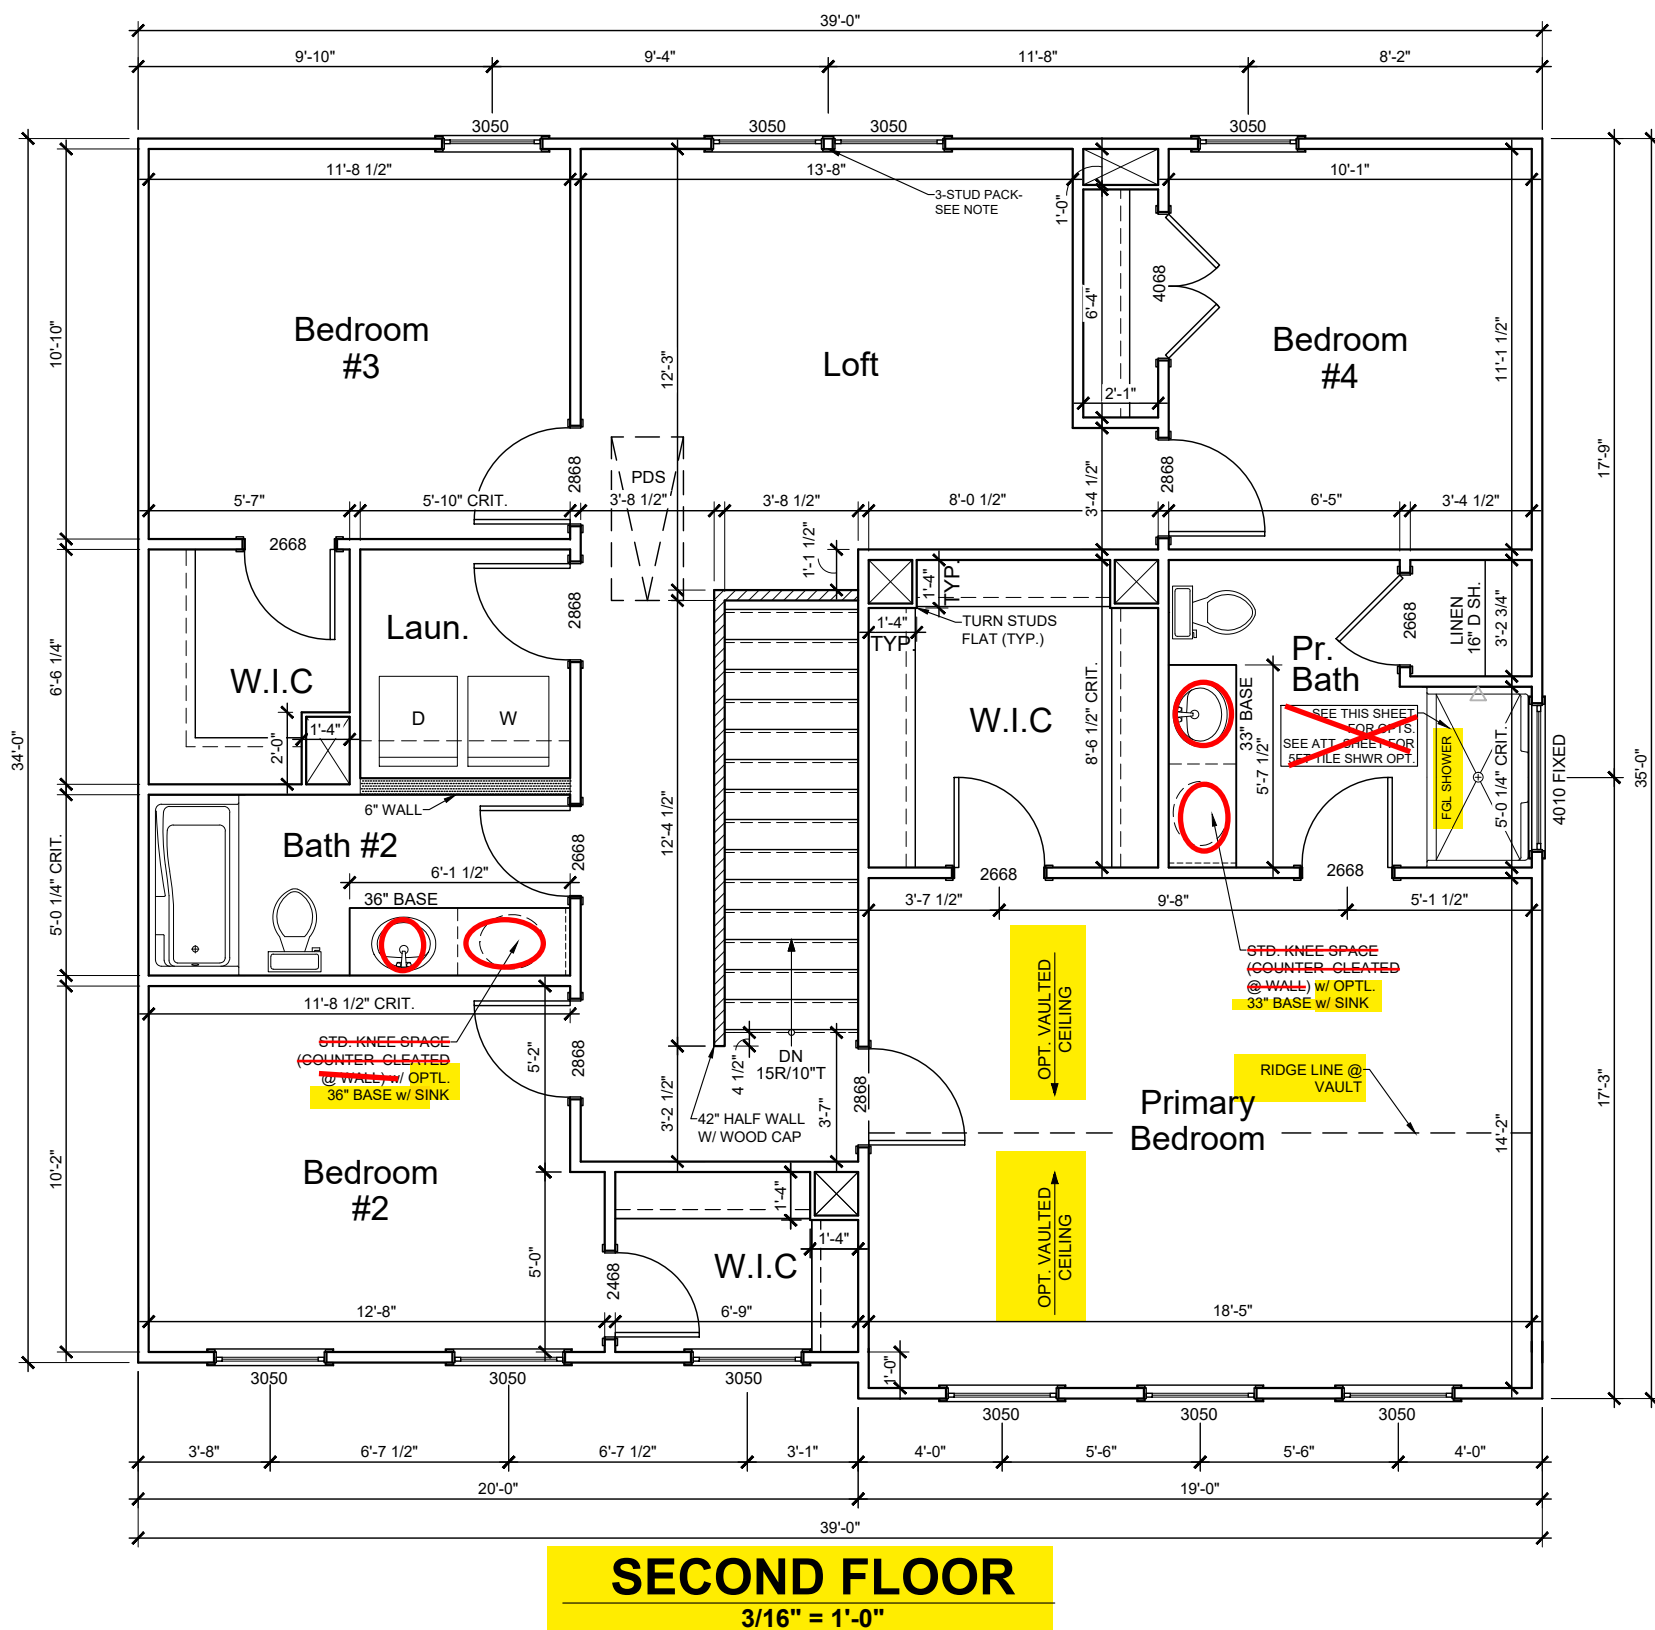 39'-0"
9'-10"
9'-4"
11'-8"
8'-2"
3050
3050
3050
3050
11'-8 1/2"
13'-8"
10'-1"
3-STUD PACK-
SEE NOTE
1'-0"
4068
6'-4"
2'-1"
Bedroom
#3
Loft
Bedroom
#4
10'-10"
12'-3"
11'-1 1/2"
17'-9"
PDS
2868
2868
3'-4 1/2"
5'-7"
5'-10" CRIT.
3'-8 1/2"
3'-8 1/2"
8'-0 1/2"
6'-5"
3'-4 1/2"
2668
1'-1 1/2"
1'-4"
TYP.
1'-4"
TYP.
TURN STUDS
FLAT (TYP.)
2868
Laun.
W.I.C
D
W
1'-4"
2'-0"
6'-6 1/4"
34'-0"
6" WALL
W.I.C
8'-6 1/2" CRIT.
33" BASE
5'-7 1/2"
Pr.
Bath
2668
LINEN
16" D SH.
3'-2 3/4"
SEE THIS SHEET
FOR OPTS.
SEE ATT. SHEET FOR
5FT TILE SHWR OPT.
FGL SHOWER
5'-0 1/4" CRIT.
4010 FIXED
35'-0"
Bath #2
6'-1 1/2"
36" BASE
2668
5'-0 1/4" CRIT.
12'-4 1/2"
2668
2668
3'-7 1/2"
9'-8"
5'-1 1/2"
11'-8 1/2" CRIT.
STD. KNEE SPACE
(COUNTER CLEATED
@ WALL) w/ OPTL.
36" BASE w/ SINK
5'-2"
2868
STD. KNEE SPACE
(COUNTER CLEATED
@ WALL) w/ OPTL.
33" BASE w/ SINK
OPT. VAULTED
CEILING
DN
15R/10"T
4 1/2"
3'-2 1/2"
3'-7"
2868
42" HALF WALL
W/ WOOD CAP
RIDGE LINE @
VAULT
Primary
Bedroom
14'-2"
17'-3"
10'-2"
Bedroom
#2
5'-0"
1'-4"
1'-4"
W.I.C
2468
OPT. VAULTED
CEILING
12'-8"
6'-9"
18'-5"
1'-0"
3050
3050
3050
3050
3050
3050
3'-8"
6'-7 1/2"
6'-7 1/2"
3'-1"
4'-0"
5'-6"
5'-6"
4'-0"
20'-0"
19'-0"
39'-0"
SECOND FLOOR
3/16" = 1'-0"